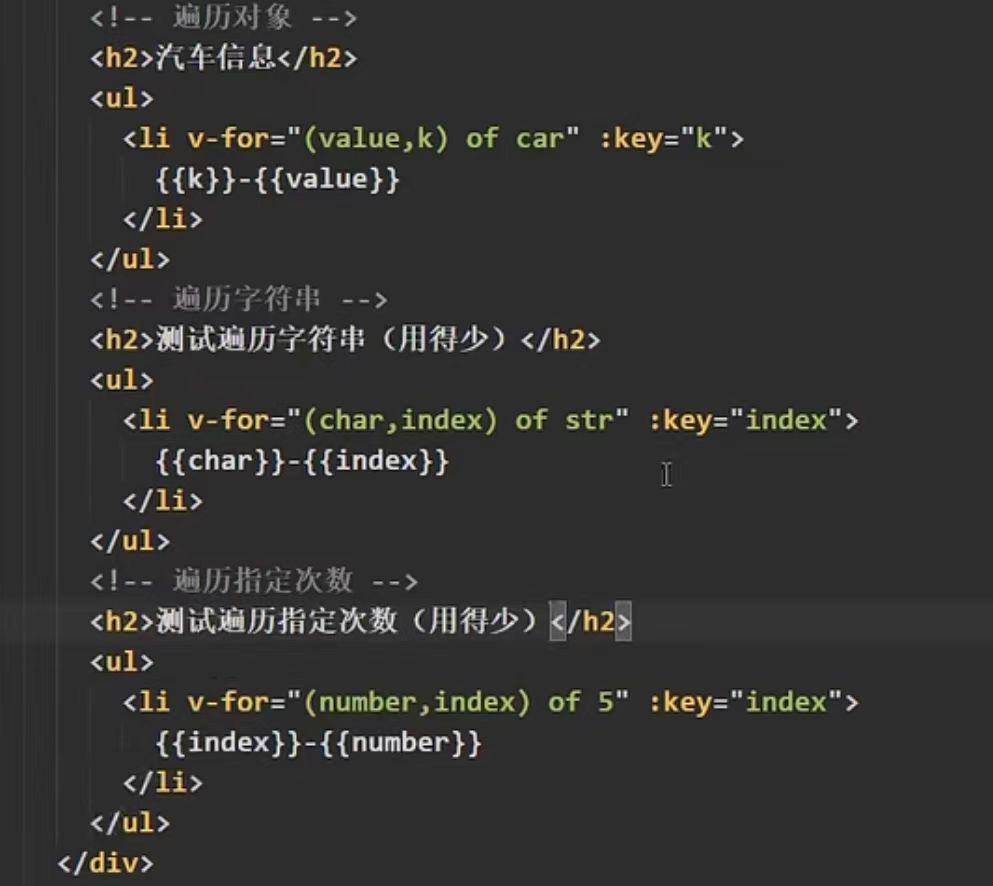 <!-- 遍历对象 -->
<h2>汽车信息</h2>
<ul>
<li v-for="(value,k) of car" :key="k">
{{k}}-{{value}}
</li>
</ul>
<!-- 遍历字符串 -->
<h2>测试遍历字符串（用得少）</h2>
<ul>
<li v-for="(char,index) of str" :key="index">
{{char}}-{{index}}
</li>
</ul>
<!-- 遍历指定次数 -->
<h2>测试遍历指定次数（用得少）</h2>
<ul>
<li v-for="(number,index) of 5" :key="index">
{{index}}-{{number}}
</li>
</ul>
</div>